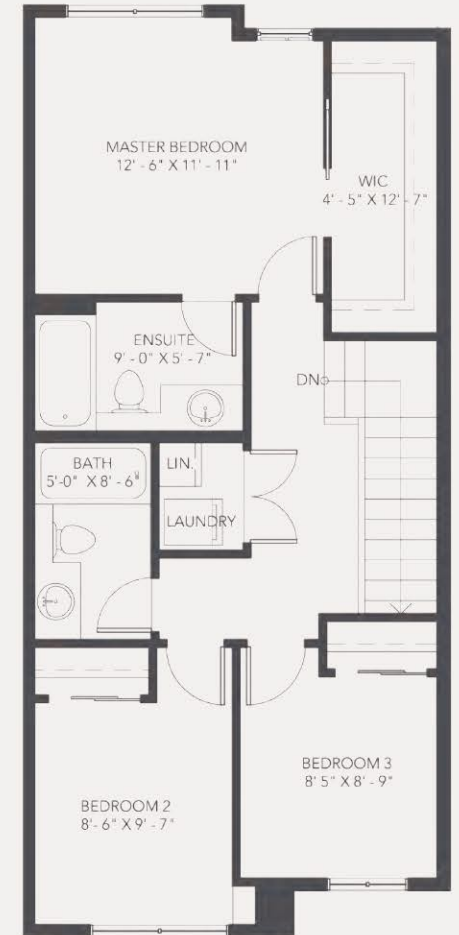 MASTER BEDROOM
12' - 6" X 11' - 11"
WIC
4' - 5" X 12' - 7"
ENSUITE
9' - 0" X 5' - 7"
DN
BATH
5'-0" X 8' - 6"
LIN.
LAUNDRY
BEDROOM 3
8' 5" X 8' - 9"
BEDROOM 2
8' - 6" X 9' - 7"